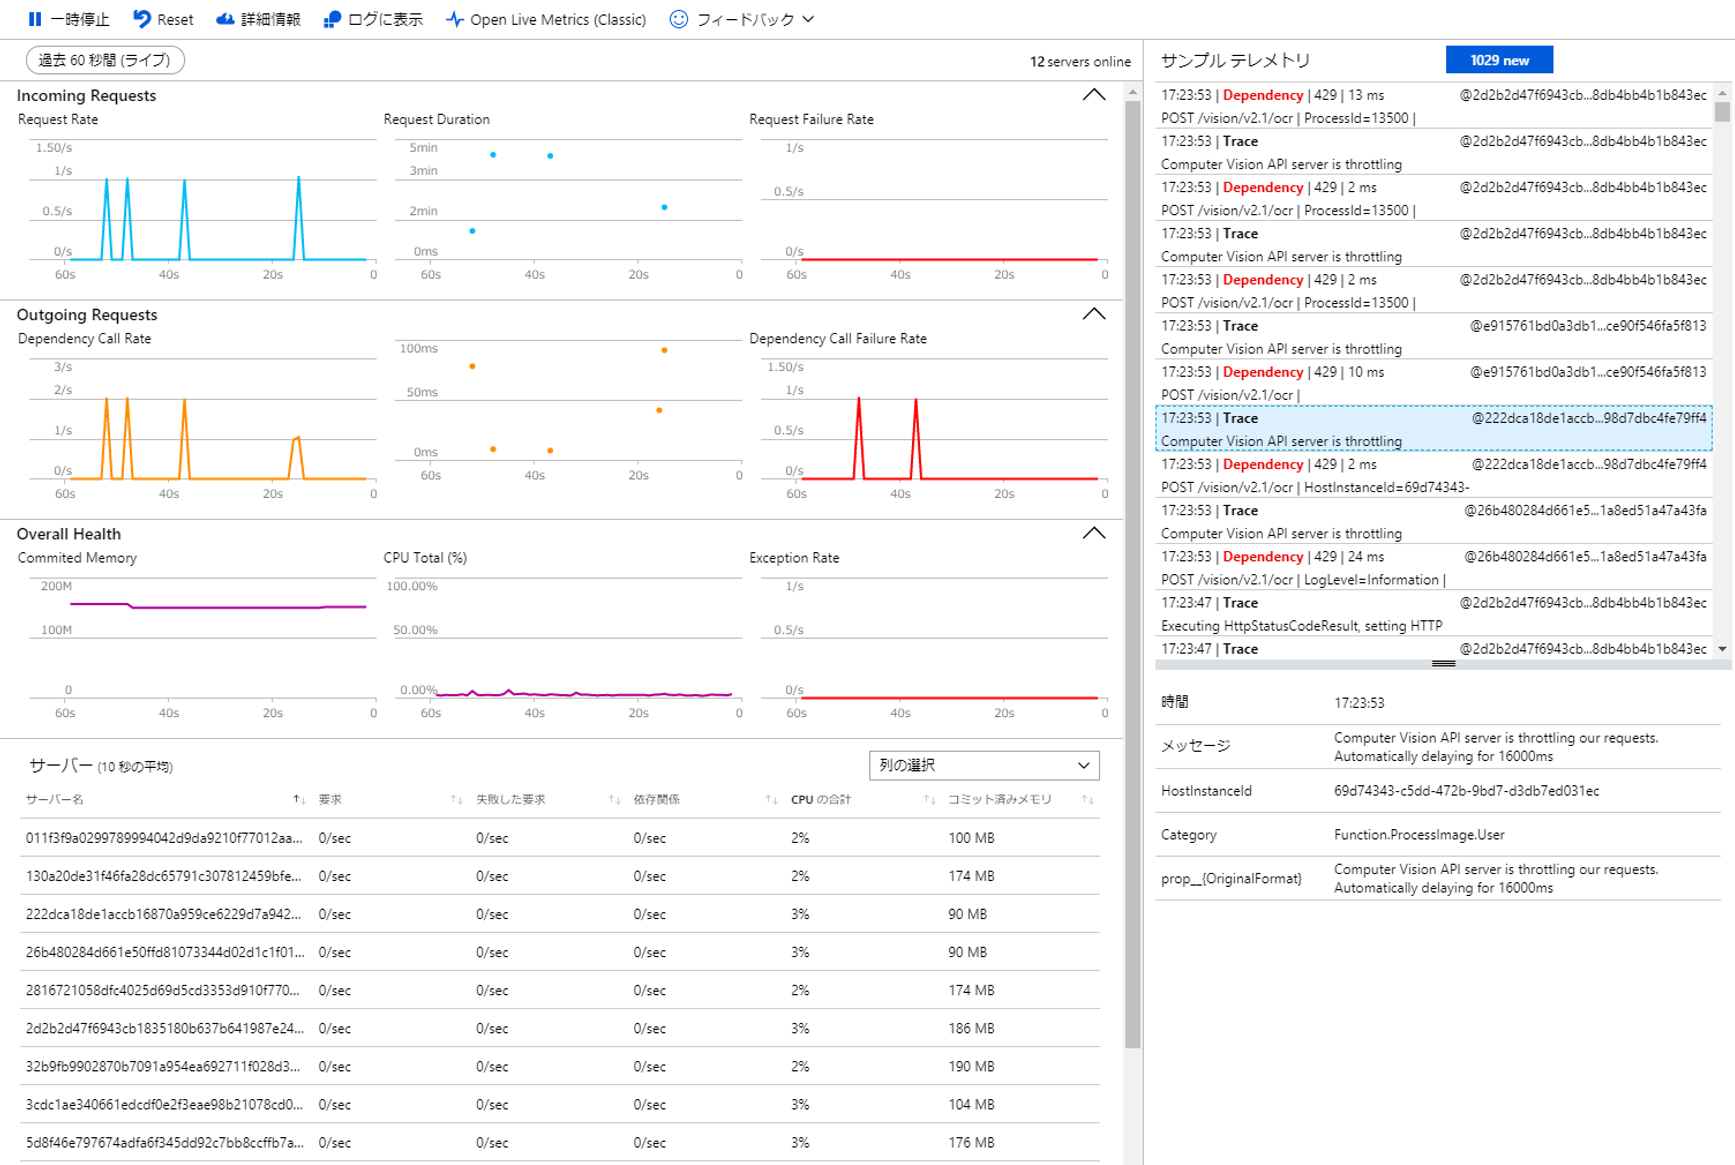 一時停止 Reset 詳細情報 ログに表示 Open Live Metrics (Classic) フィードバック
過去 60 秒間 (ライブ)
12 servers online
Incoming Requests
Request Rate
1.50/s
1/s
0.5/s
0/s
60s 40s 20s 0
Request Duration
5min
3min
2min
0ms
60s 40s 20s 0
Request Failure Rate
1/s
0.5/s
0/s
60s 40s 20s 0
Outgoing Requests
Dependency Call Rate
3/s
2/s
1/s
0/s
60s 40s 20s 0
100ms
50ms
0ms
60s 40s 20s 0
Dependency Call Failure Rate
1.50/s
1/s
0.5/s
0/s
60s 40s 20s 0
Overall Health
Commited Memory
200M
100M
0
60s 40s 20s 0
CPU Total (%)
100.00%
50.00%
0.00%
60s 40s 20s 0
Exception Rate
1/s
0.5/s
0/s
60s 40s 20s 0
サーバー (10 秒の平均)
列の選択
サーバー名 要求 失敗した要求 依存関係 CPU の合計 コミット済みメモリ
011f3f9a0299789994042d9da9210f77012aa... 0/sec 0/sec 0/sec 2% 100 MB
130a20de31f46fa28dc65791c307812459bfe... 0/sec 0/sec 0/sec 2% 174 MB
222dca18de1accb16870a959ce6229d7a942... 0/sec 0/sec 0/sec 3% 90 MB
26b480284d661e50ffd81073344d02d1c1f01... 0/sec 0/sec 0/sec 3% 90 MB
2816721058dfc4025d69d5cd3353d910f770... 0/sec 0/sec 0/sec 2% 174 MB
2d2b2d47f6943cb1835180b637b641987e24... 0/sec 0/sec 0/sec 3% 186 MB
32b9fb9902870b7091a954ea692711f028d3... 0/sec 0/sec 0/sec 2% 190 MB
3cdc1ae340661edcdf0e2f3eae98b21078cd0... 0/sec 0/sec 0/sec 3% 104 MB
5d8f46e797674adfa6f345dd92c7bb8ccffb7a... 0/sec 0/sec 0/sec 3% 176 MB
サンプル テレメトリ
1029 new
17:23:53 | Dependency | 429 | 13 ms @2d2b2d47f6943cb...8db4bb4b1b843ec
POST /vision/v2.1/ocr | ProcessId=13500 |
17:23:53 | Trace @2d2b2d47f6943cb...8db4bb4b1b843ec
Computer Vision API server is throttling
17:23:53 | Dependency | 429 | 2 ms @2d2b2d47f6943cb...8db4bb4b1b843ec
POST /vision/v2.1/ocr | ProcessId=13500 |
17:23:53 | Trace @2d2b2d47f6943cb...8db4bb4b1b843ec
Computer Vision API server is throttling
17:23:53 | Dependency | 429 | 2 ms @2d2b2d47f6943cb...8db4bb4b1b843ec
POST /vision/v2.1/ocr | ProcessId=13500 |
17:23:53 | Trace @e915761bd0a3db1...ce90f546fa5f813
Computer Vision API server is throttling
17:23:53 | Dependency | 429 | 10 ms @e915761bd0a3db1...ce90f546fa5f813
POST /vision/v2.1/ocr |
17:23:53 | Trace @222dca18de1accb...98d7dbc4fe79ff4
Computer Vision API server is throttling
17:23:53 | Dependency | 429 | 2 ms @222dca18de1accb...98d7dbc4fe79ff4
POST /vision/v2.1/ocr | HostInstanceId=69d74343-
17:23:53 | Trace @26b480284d661e5...1a8ed51a47a43fa
Computer Vision API server is throttling
17:23:53 | Dependency | 429 | 24 ms @26b480284d661e5...1a8ed51a47a43fa
POST /vision/v2.1/ocr | LogLevel=Information |
17:23:47 | Trace @2d2b2d47f6943cb...8db4bb4b1b843ec
Executing HttpStatusCodeResult, setting HTTP
17:23:47 | Trace @2d2b2d47f6943cb...8db4bb4b1b843ec
時間 17:23:53
メッセージ Computer Vision API server is throttling our requests.
Automatically delaying for 16000ms
HostInstanceId 69d74343-c5dd-472b-9bd7-d3db7ed031ec
Category Function.ProcessImage.User
prop__{OriginalFormat} Computer Vision API server is throttling our requests.
Automatically delaying for 16000ms